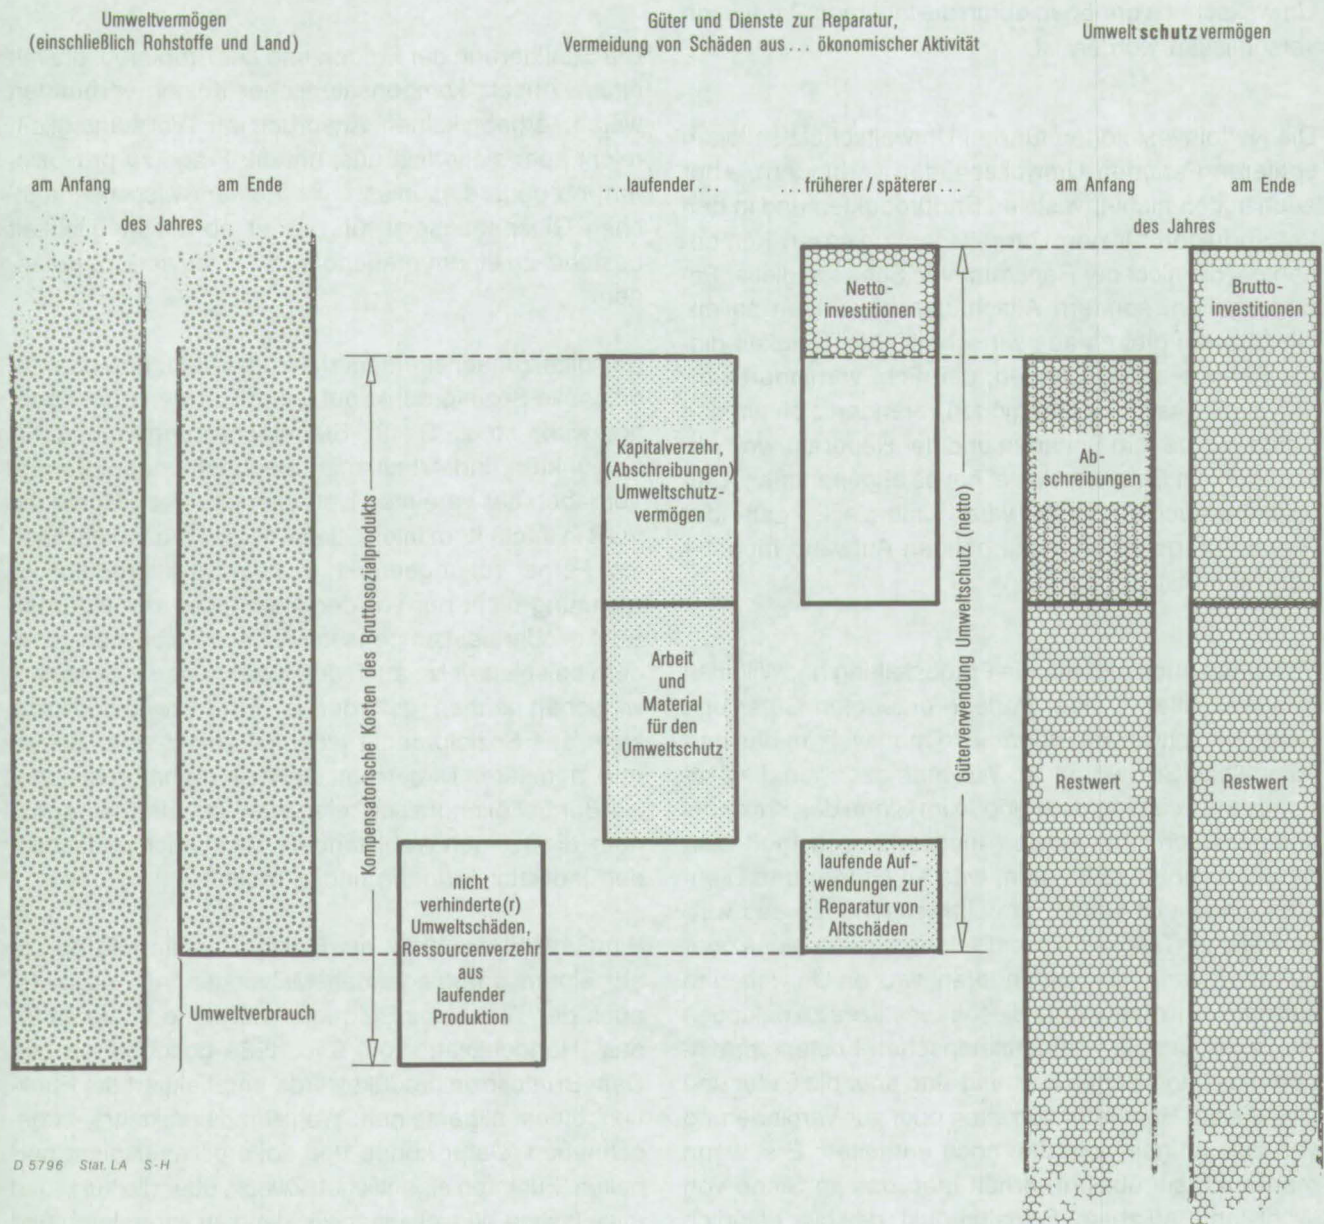 Umweltvermögen
(einschließlich Rohstoffe und Land)
Güter und Dienste zur Reparatur,
Vermeidung von Schäden aus... ökonomischer Aktivität
Umweltschutzvermögen
am Anfang
am Ende
des Jahres
laufender...
...früherer / späterer...
am Anfang
am Ende
des Jahres
Kompensatorische Kosten des Bruttosozialprodukts
Umweltverbrauch
nicht
verhinderte(r)
Umweltschäden,
Ressourcenverzehr
aus
laufender
Produktion
Kapitalverzehr,
(Abschreibungen)
Umweltschutz-
vermögen
Arbeit
und
Material
für den
Umweltschutz
Netto-
investitionen
laufende Auf-
wendungen zur
Reparatur von
Altschäden
Güterverwendung Umweltschutz (netto)
Ab-
schreibungen
Restwert
Brutto-
investitionen
Restwert
D 5796 Stat. LA S-H